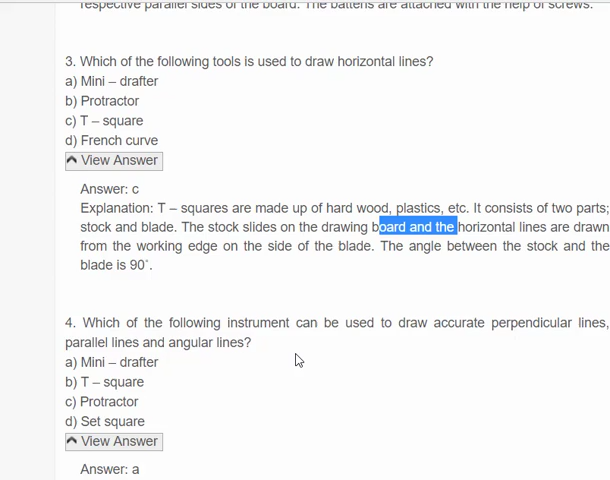 respective parallel sides of the board. The battens are attached with the help of screws.
3. Which of the following tools is used to draw horizontal lines?
a) Mini – drafter
b) Protractor
c) T – square
d) French curve
View Answer
Answer: c
Explanation: T – squares are made up of hard wood, plastics, etc. It consists of two parts;
stock and blade. The stock slides on the drawing board and the horizontal lines are drawn
from the working edge on the side of the blade. The angle between the stock and the
blade is 90˚.
4. Which of the following instrument can be used to draw accurate perpendicular lines,
parallel lines and angular lines?
a) Mini – drafter
b) T – square
c) Protractor
d) Set square
View Answer
Answer: a